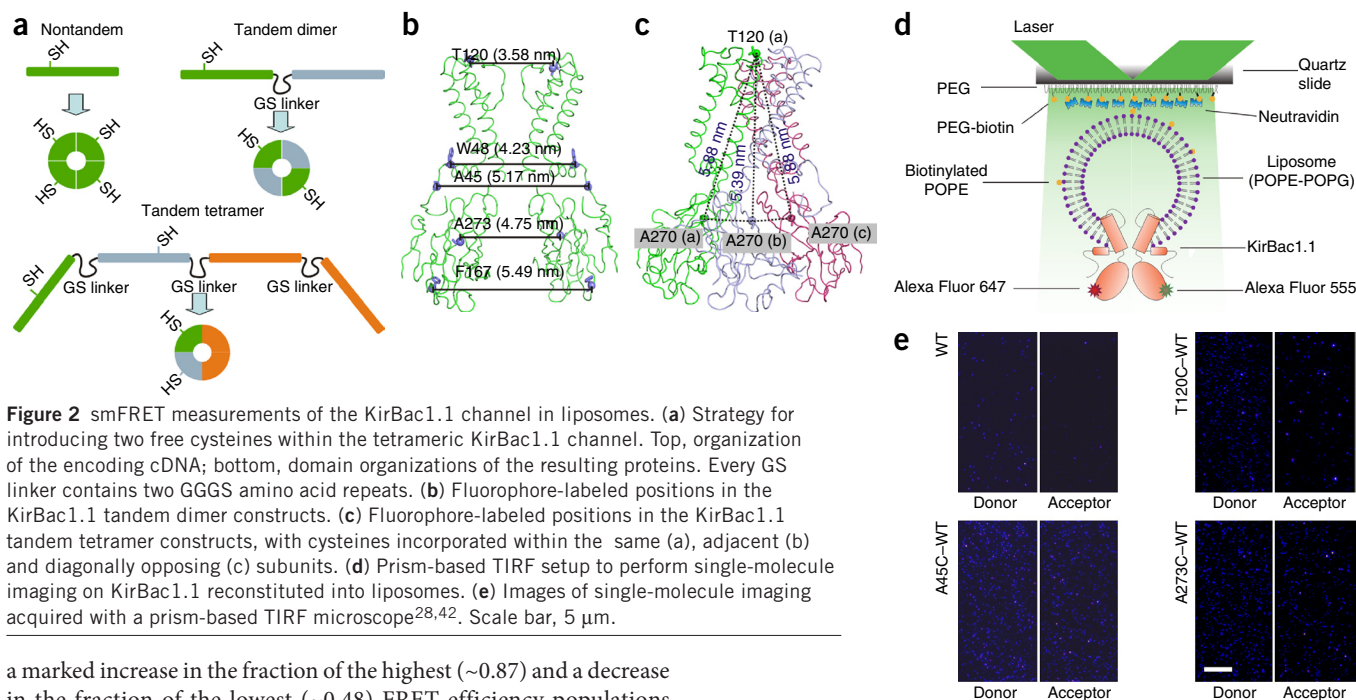 a
Nontandem
SH
HS
SH
HS
SH
Tandem dimer
SH
GS linker
HS
SH
Tandem tetramer
SH
SH
GS linker
GS linker
GS linker
HS
HS
b
T120 (3.58 nm)
W48 (4.23 nm)
A45 (5.17 nm)
A273 (4.75 nm)
F167 (5.49 nm)
c
T120 (a)
5.88 nm
5.39 nm
5.88 nm
A270 (a)
A270 (b)
A270 (c)
d
Laser
Quartz
slide
PEG
PEG-biotin
Neutravidin
Biotinylated
POPE
Liposome
(POPE-POPG)
KirBac1.1
Alexa Fluor 647
Alexa Fluor 555
e
WT
Donor
Acceptor
T120C–WT
Donor
Acceptor
A45C–WT
Donor
Acceptor
A273C–WT
Donor
Acceptor
Figure 2 smFRET measurements of the KirBac1.1 channel in liposomes. (a) Strategy for
introducing two free cysteines within the tetrameric KirBac1.1 channel. Top, organization
of the encoding cDNA; bottom, domain organizations of the resulting proteins. Every GS
linker contains two GGGS amino acid repeats. (b) Fluorophore-labeled positions in the
KirBac1.1 tandem dimer constructs. (c) Fluorophore-labeled positions in the KirBac1.1
tandem tetramer constructs, with cysteines incorporated within the same (a), adjacent (b)
and diagonally opposing (c) subunits. (d) Prism-based TIRF setup to perform single-molecule
imaging on KirBac1.1 reconstituted into liposomes. (e) Images of single-molecule imaging
acquired with a prism-based TIRF microscope28,42. Scale bar, 5 μm.
a marked increase in the fraction of the highest (~0.87) and a decrease
in the fraction of the lowest (~0.48) FRET efficiency populations